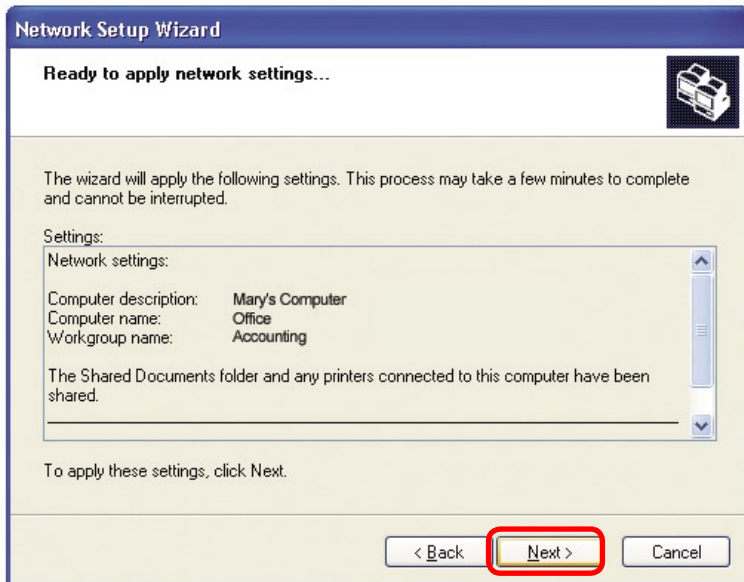 Network Setup Wizard
Ready to apply network settings...
The wizard will apply the following settings. This process may take a few minutes to complete
and cannot be interrupted.
Settings:
Network settings:
Computer description: Mary's Computer
Computer name: Office
Workgroup name: Accounting
The Shared Documents folder and any printers connected to this computer have been
shared.
To apply these settings, click Next.
< Back Next > Cancel